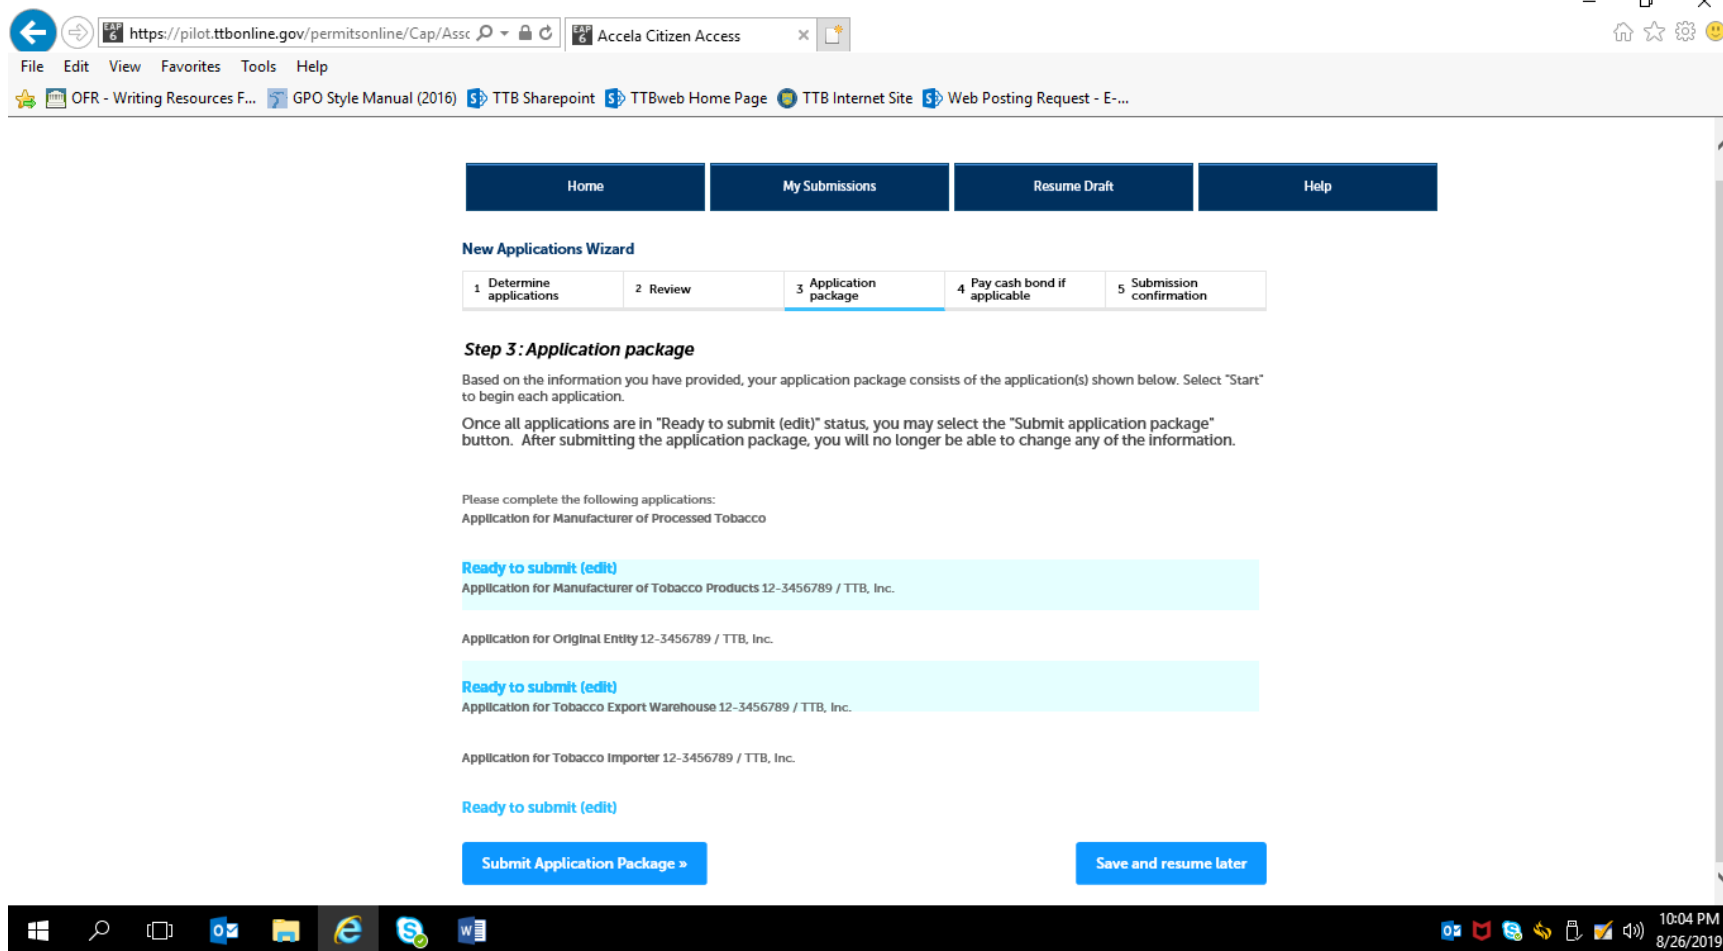 https://pilot.ttbonline.gov/permitsonline/Cap/Assc
EAP 6 Accela Citizen Access
File Edit View Favorites Tools Help
OFR - Writing Resources F... GPO Style Manual (2016) TTB Sharepoint TTBweb Home Page TTB Internet Site Web Posting Request - E-...
Home My Submissions Resume Draft Help
New Applications Wizard
1 Determine applications
2 Review
3 Application package
4 Pay cash bond if applicable
5 Submission confirmation
Step 3: Application package
Based on the information you have provided, your application package consists of the application(s) shown below. Select "Start"
to begin each application.
Once all applications are in "Ready to submit (edit)" status, you may select the "Submit application package"
button. After submitting the application package, you will no longer be able to change any of the information.
Please complete the following applications:
Application for Manufacturer of Processed Tobacco
Ready to submit (edit)
Application for Manufacturer of Tobacco Products 12-3456789 / TTB, Inc.
Application for Original Entity 12-3456789 / TTB, Inc.
Ready to submit (edit)
Application for Tobacco Export Warehouse 12-3456789 / TTB, Inc.
Application for Tobacco Importer 12-3456789 / TTB, Inc.
Ready to submit (edit)
Submit Application Package » Save and resume later
10:04 PM
8/26/2019